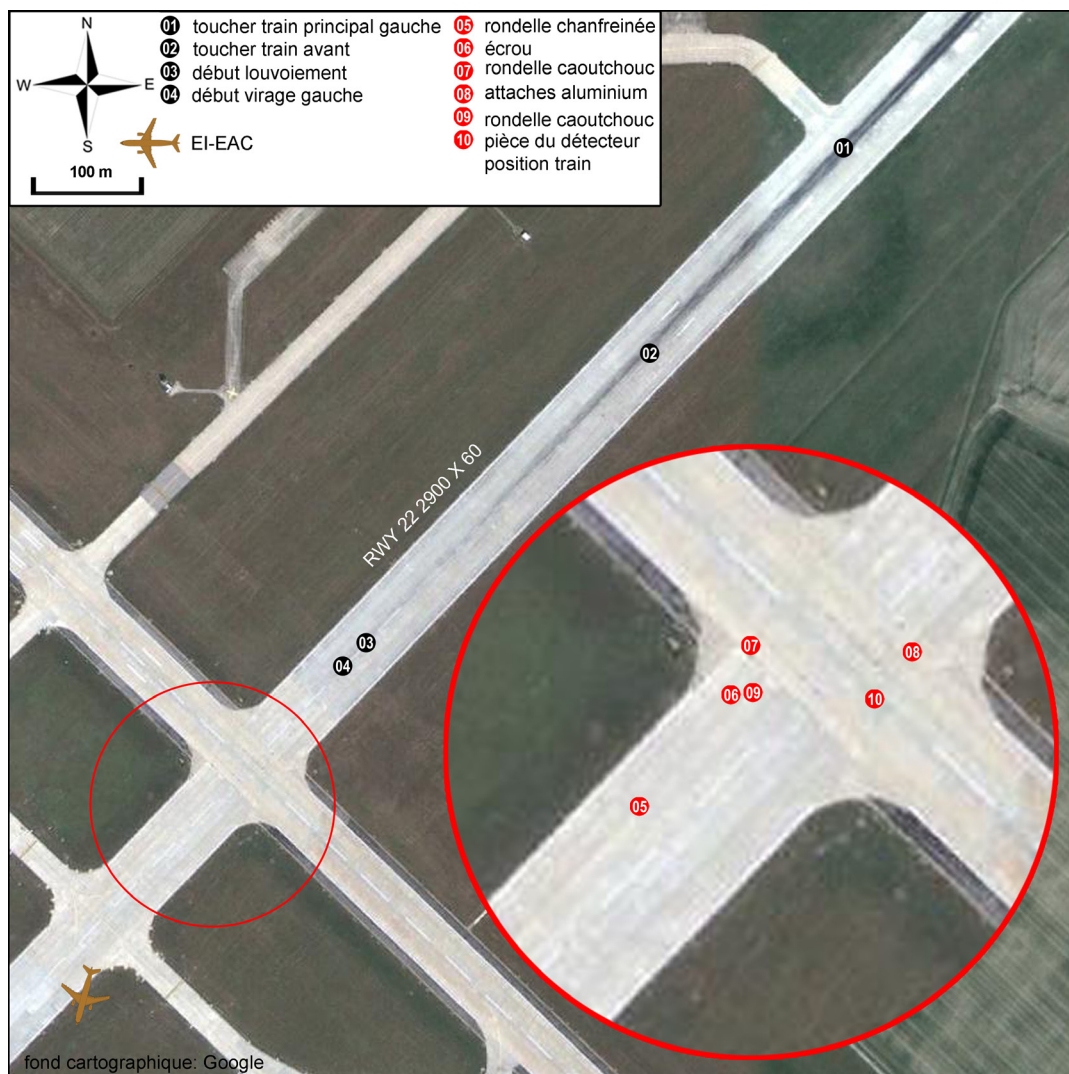 N
W
E
S
100 m
01 toucher train principal gauche
02 toucher train avant
03 début louvoiement
04 début virage gauche
EI-EAC
05 rondelle chanfreinée
06 écrou
07 rondelle caoutchouc
08 attaches aluminium
09 rondelle caoutchouc
10 pièce du détecteur
position train
01
02
RWY 22 2900 X 60
03
04
07
08
06 09
10
05
fond cartographique: Google